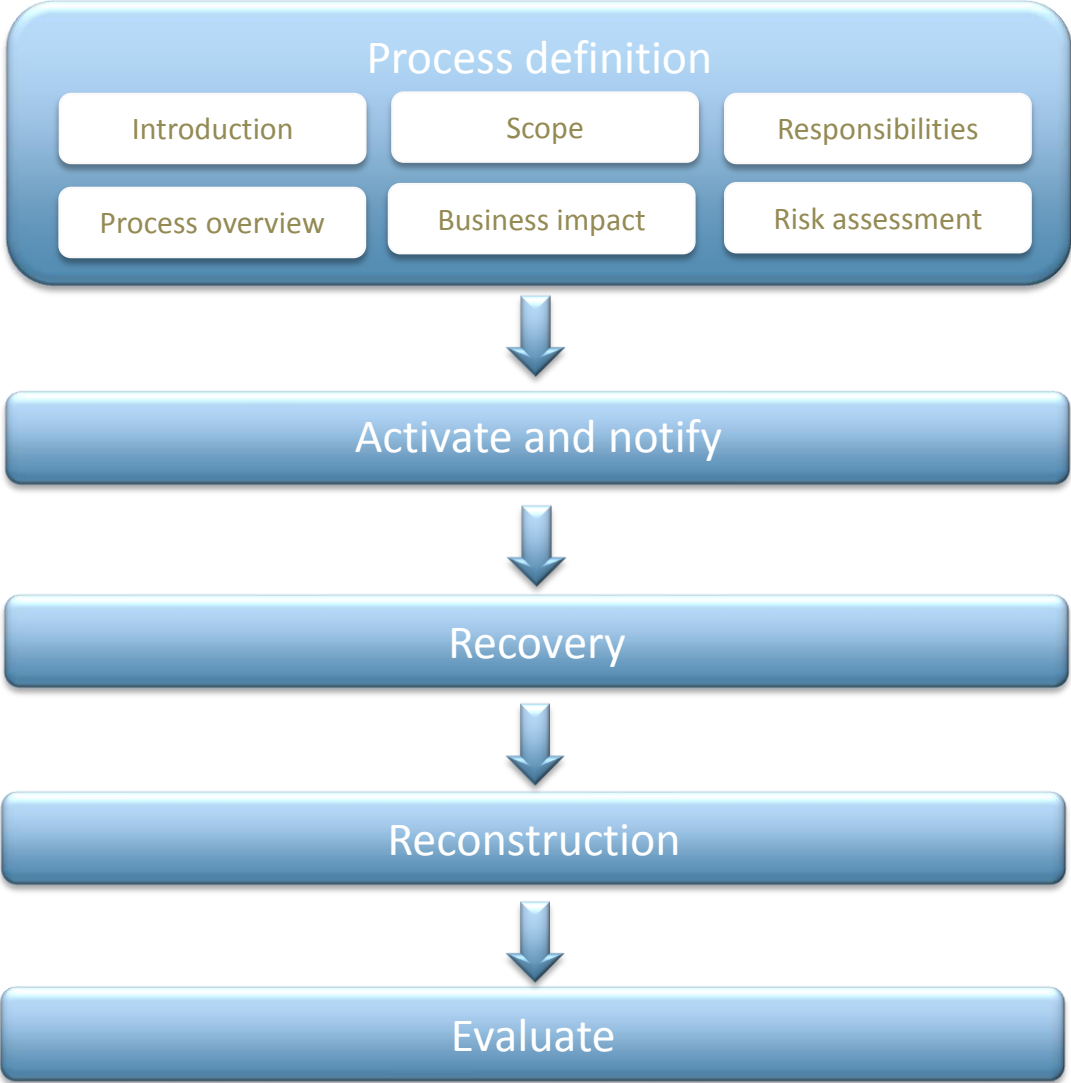 Process definition
Introduction
Scope
Responsibilities
Process overview
Business impact
Risk assessment
Activate and notify
Recovery
Reconstruction
Evaluate